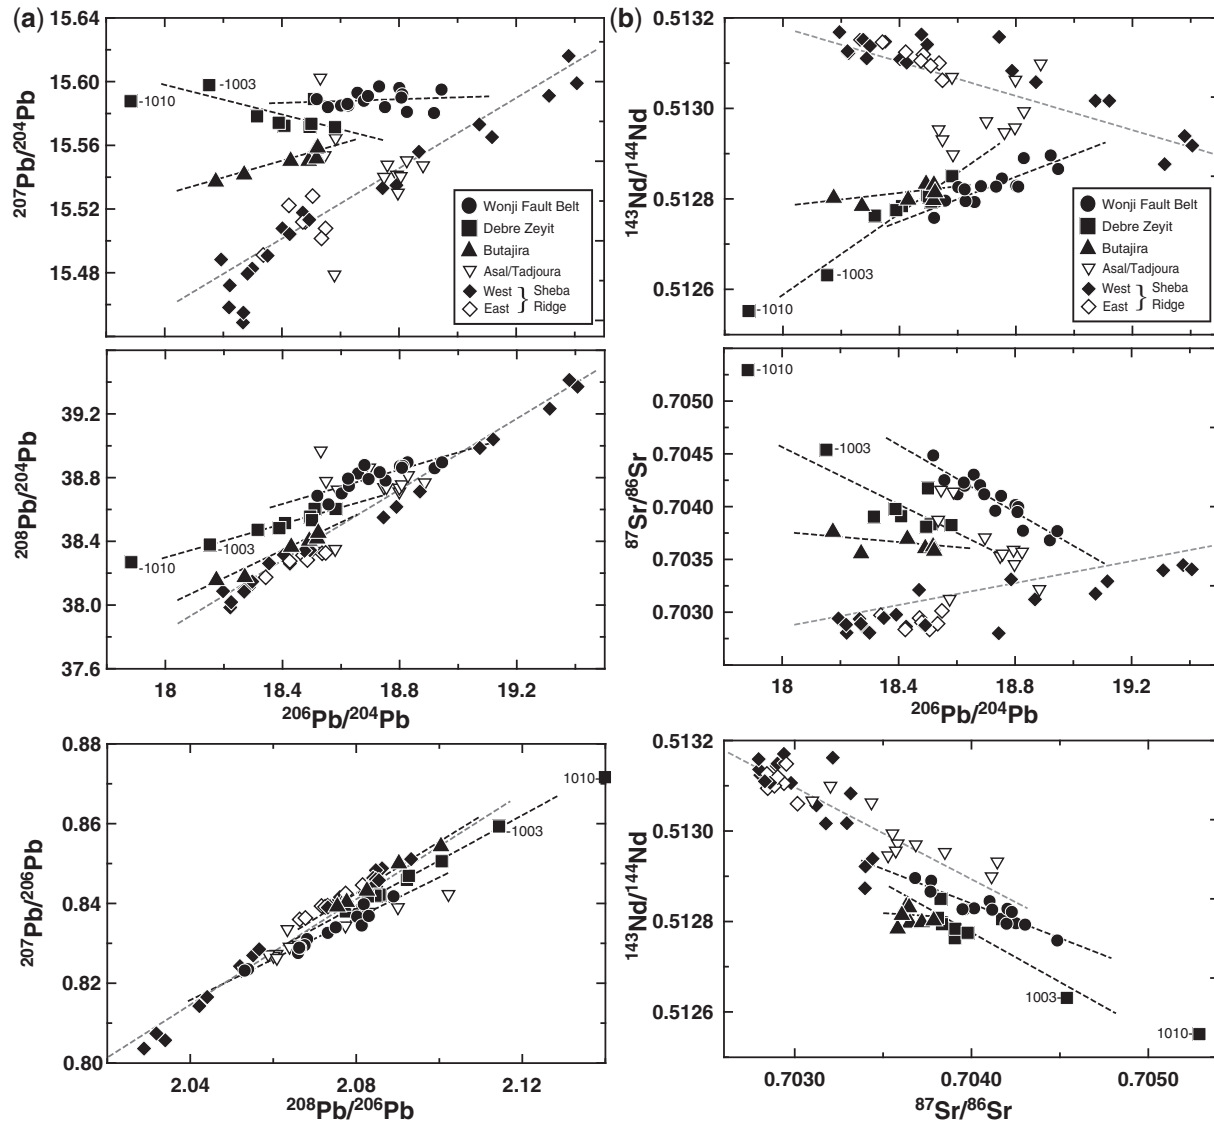 (a)
15.64
15.60
15.56
15.52
15.48
207Pb/204Pb
-1003
-1010
Wonji Fault Belt
Debre Zeyit
Butajira
Asal/Tadjoura
West } Sheba
East } Ridge
39.2
38.8
38.4
38.0
37.6
208Pb/204Pb
-1003
-1010
18 18.4 18.8 19.2
206Pb/204Pb
0.88
0.86
0.84
0.82
0.80
207Pb/206Pb
1010-
-1003
2.04 2.08 2.12
208Pb/206Pb
(b)
0.5132
0.5130
0.5128
0.5126
143Nd/144Nd
-1003
-1010
Wonji Fault Belt
Debre Zeyit
Butajira
Asal/Tadjoura
West } Sheba
East } Ridge
0.7050
0.7045
0.7040
0.7035
0.7030
87Sr/86Sr
-1010
-1003
18 18.4 18.8 19.2
206Pb/204Pb
0.5132
0.5130
0.5128
0.5126
143Nd/144Nd
1003-
1010-
0.7030 0.7040 0.7050
87Sr/86Sr